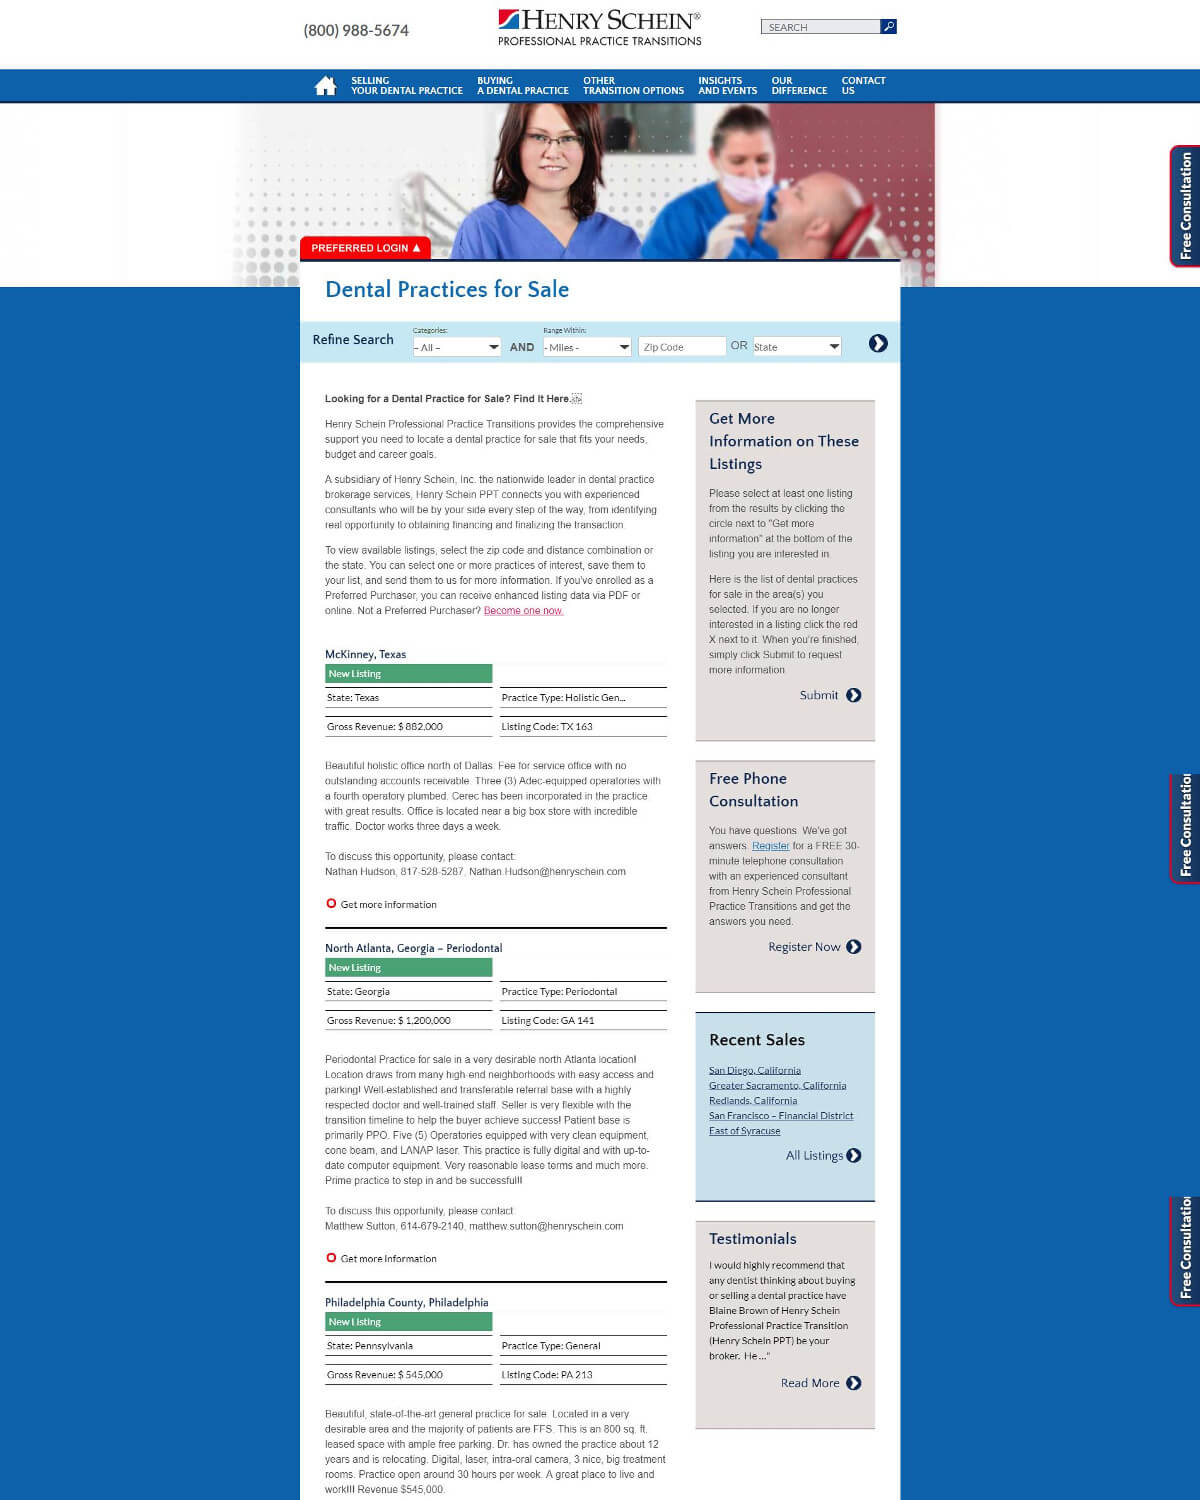 (800) 988-5674
HENRY SCHEIN®
PROFESSIONAL PRACTICE TRANSITIONS
SEARCH
SELLING
YOUR DENTAL PRACTICE
BUYING
A DENTAL PRACTICE
OTHER
TRANSITION OPTIONS
INSIGHTS
AND EVENTS
OUR
DIFFERENCE
CONTACT
US
Free Consultation
PREFERRED LOGIN ▲
Dental Practices for Sale
Refine Search
Categories:
– All –
AND
Range Within:
- Miles -
Zip Code
OR
State
Looking for a Dental Practice for Sale? Find It Here.
Henry Schein Professional Practice Transitions provides the comprehensive
support you need to locate a dental practice for sale that fits your needs,
budget and career goals.
A subsidiary of Henry Schein, Inc. the nationwide leader in dental practice
brokerage services, Henry Schein PPT connects you with experienced
consultants who will be by your side every step of the way, from identifying
real opportunity to obtaining financing and finalizing the transaction.
To view available listings, select the zip code and distance combination or
the state. You can select one or more practices of interest, save them to
your list, and send them to us for more information. If you've enrolled as a
Preferred Purchaser, you can receive enhanced listing data via PDF or
online. Not a Preferred Purchaser? Become one now.
McKinney, Texas
New Listing
State: Texas
Practice Type: Holistic Gen...
Gross Revenue: $ 882,000
Listing Code: TX 163
Beautiful holistic office north of Dallas. Fee for service office with no
outstanding accounts receivable. Three (3) Adec-equipped operatories with
a fourth operatory plumbed. Cerec has been incorporated in the practice
with great results. Office is located near a big box store with incredible
traffic. Doctor works three days a week.
To discuss this opportunity, please contact:
Nathan Hudson, 817-528-5287, Nathan.Hudson@henryschein.com
Get more information
North Atlanta, Georgia – Periodontal
New Listing
State: Georgia
Practice Type: Periodontal
Gross Revenue: $ 1,200,000
Listing Code: GA 141
Periodontal Practice for sale in a very desirable north Atlanta location!
Location draws from many high-end neighborhoods with easy access and
parking! Well-established and transferable referral base with a highly
respected doctor and well-trained staff. Seller is very flexible with the
transition timeline to help the buyer achieve success! Patient base is
primarily PPO. Five (5) Operatories equipped with very clean equipment,
cone beam, and LANAP laser. This practice is fully digital and with up-to-
date computer equipment. Very reasonable lease terms and much more.
Prime practice to step in and be successful!!
To discuss this opportunity, please contact:
Matthew Sutton, 614-679-2140, matthew.sutton@henryschein.com
Get more information
Philadelphia County, Philadelphia
New Listing
State: Pennsylvania
Practice Type: General
Gross Revenue: $ 545,000
Listing Code: PA 213
Beautiful, state-of-the-art general practice for sale. Located in a very
desirable area and the majority of patients are FFS. This is an 800 sq. ft.
leased space with ample free parking. Dr. has owned the practice about 12
years and is relocating. Digital, laser, intra-oral camera, 3 nice, big treatment
rooms. Practice open around 30 hours per week. A great place to live and
work!!! Revenue $545,000.
Get More
Information on These
Listings
Please select at least one listing
from the results by clicking the
circle next to "Get more
information" at the bottom of the
listing you are interested in.
Here is the list of dental practices
for sale in the area(s) you
selected. If you are no longer
interested in a listing click the red
X next to it. When you're finished,
simply click Submit to request
more information.
Submit
Free Phone
Consultation
You have questions. We've got
answers. Register for a FREE 30-
minute telephone consultation
with an experienced consultant
from Henry Schein Professional
Practice Transitions and get the
answers you need.
Register Now
Free Consultation
Recent Sales
San Diego, California
Greater Sacramento, California
Redlands, California
San Francisco – Financial District
East of Syracuse
All Listings
Testimonials
I would highly recommend that
any dentist thinking about buying
or selling a dental practice have
Blaine Brown of Henry Schein
Professional Practice Transition
(Henry Schein PPT) be your
broker. He ..."
Read More
Free Consultation